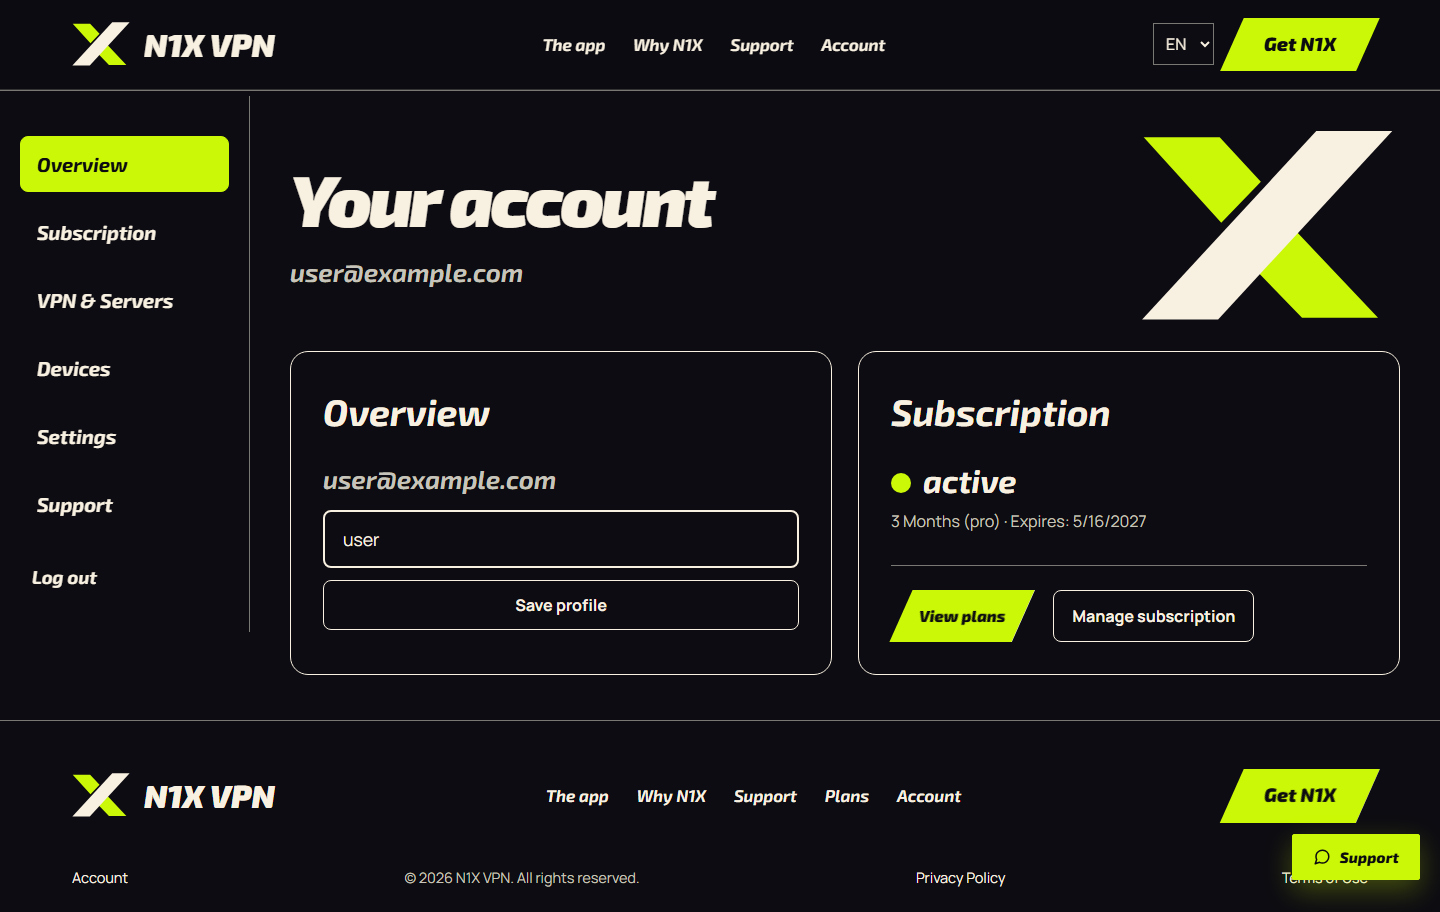 N1X VPN
The app
Why N1X
Support
Account
EN
Get N1X
Overview
Subscription
VPN & Servers
Devices
Settings
Support
Log out
Your account
user@example.com
Overview
user@example.com
user
Save profile
Subscription
active
3 Months (pro) · Expires: 5/16/2027
View plans
Manage subscription
N1X VPN
The app
Why N1X
Support
Plans
Account
Get N1X
Support
Account
© 2026 N1X VPN. All rights reserved.
Privacy Policy
Terms of Use